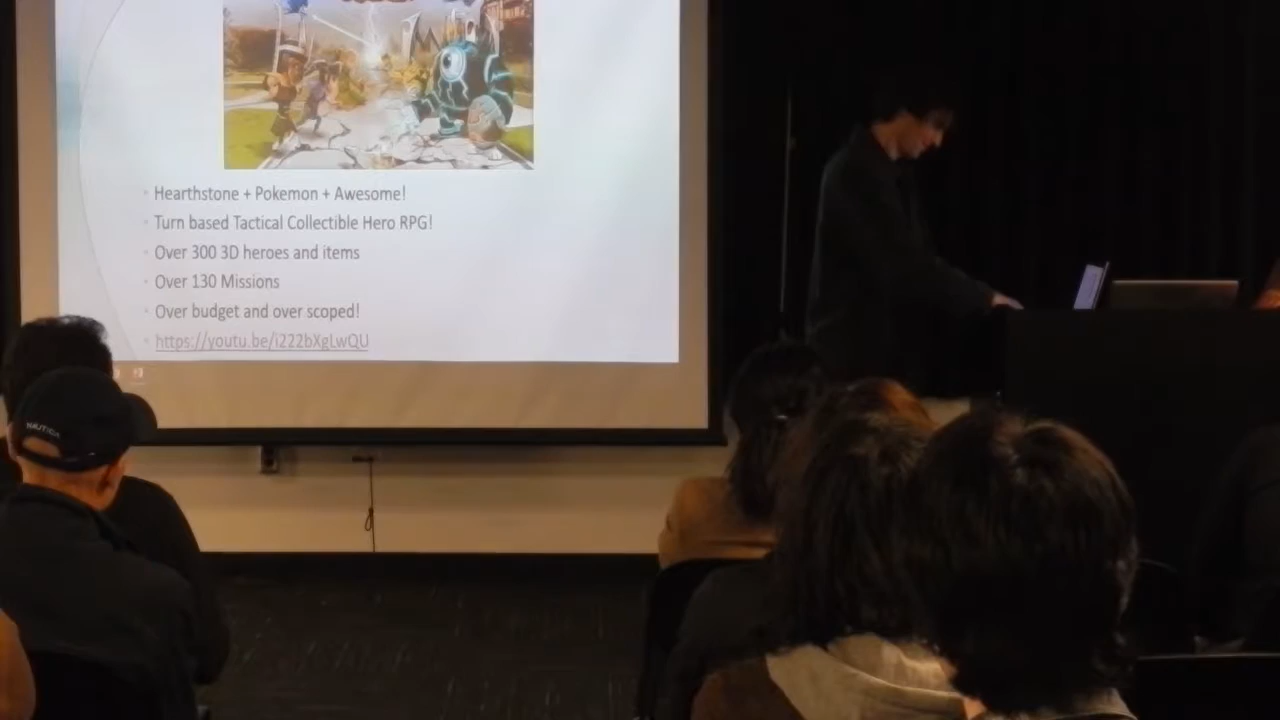 Hearthstone + Pokemon + Awesome!
Turn based Tactical Collectible Hero RPG!
Over 300 3D heroes and items
Over 130 Missions
Over budget and over scoped!
https://youtu.be/i222bXgLwQU
NAUTICA